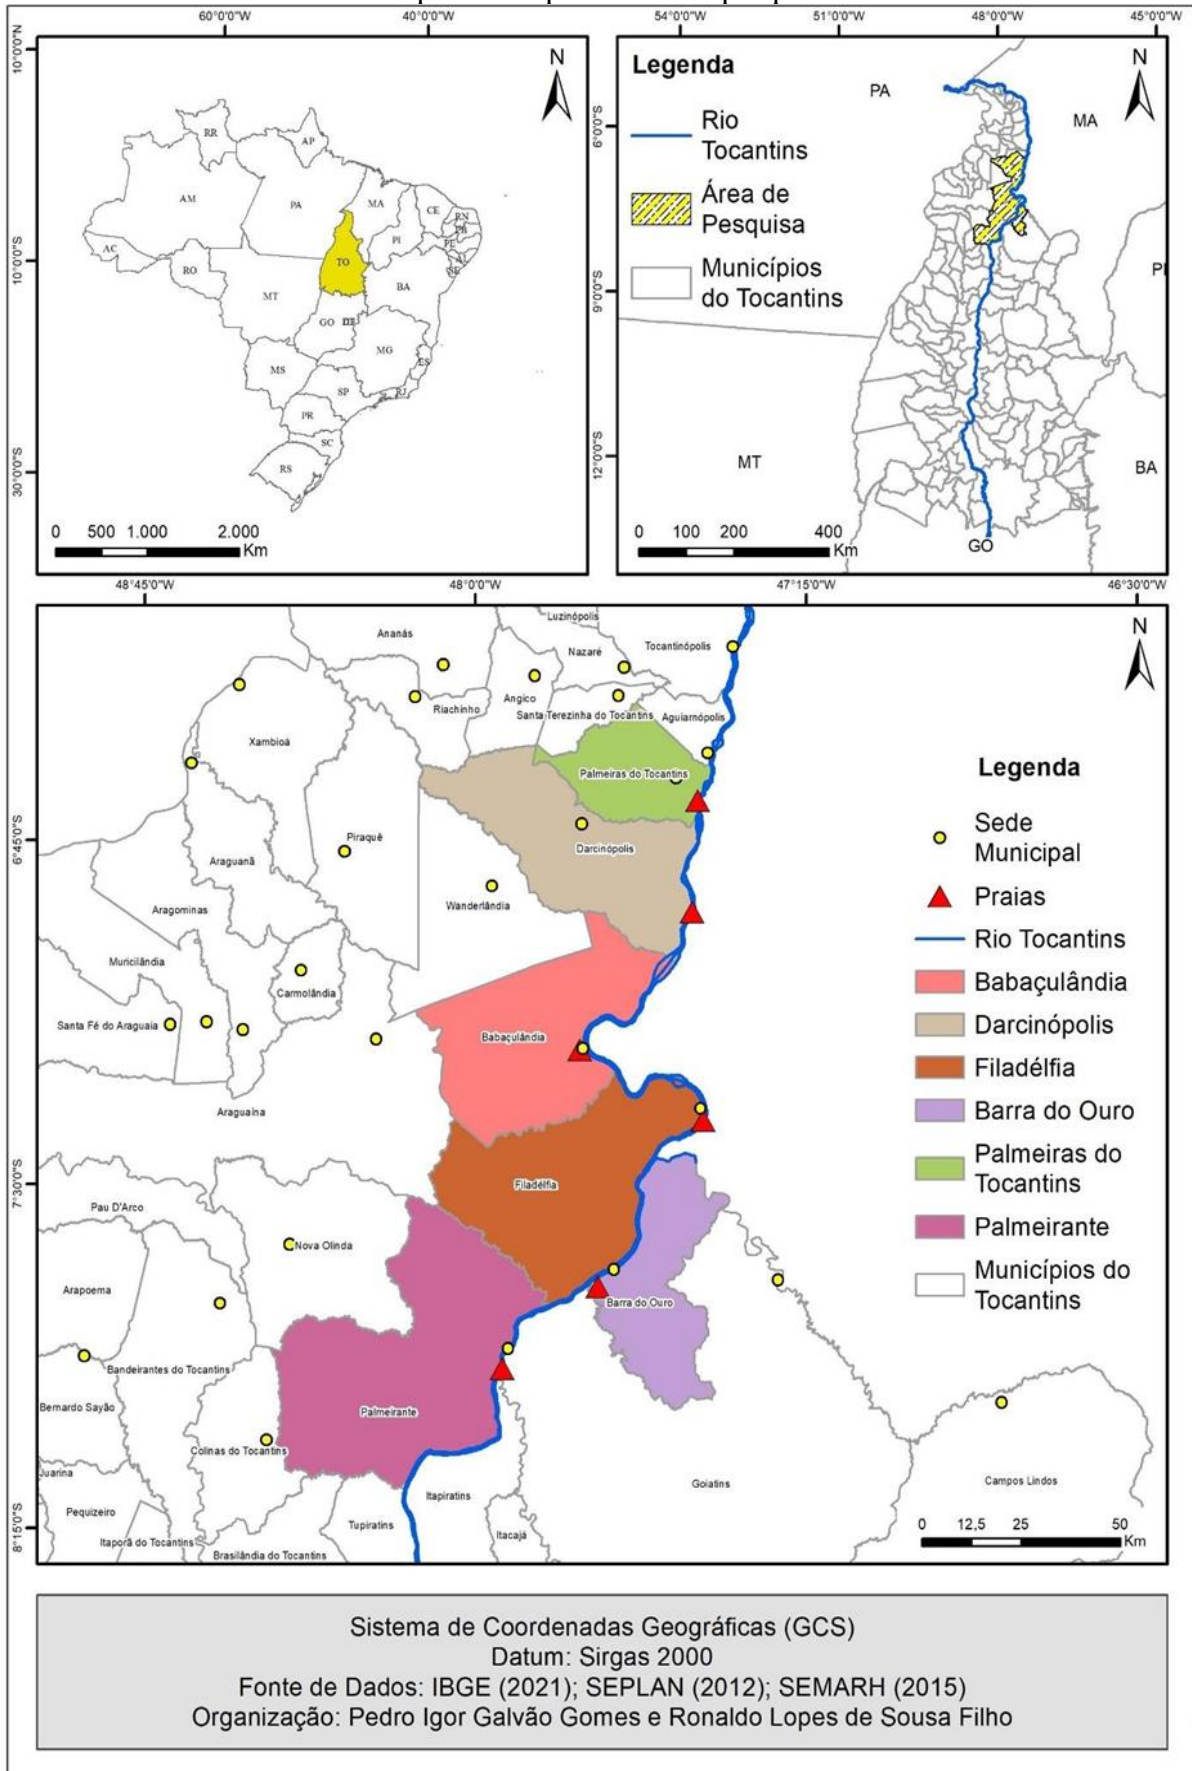 60°0'0"W
40°0'0"W
10°0'0"N
10°0'0"S
30°0'0"S
N
RR
AP
AM
PA
MA
CE
RN
PB
PE
AL
SE
PI
AC
RO
TO
MT
BA
GO
DF
MG
ES
MS
SP
RJ
PR
SC
RS
0 500 1.000 2.000
Km
54°0'0"W
51°0'0"W
48°0'0"W
45°0'0"W
6°0'0"S
9°0'0"S
12°0'0"S
Legenda
Rio
Tocantins
Área de
Pesquisa
Municípios
do Tocantins
N
PA
MA
MT
BA
GO
0 100 200 400
Km
48°45'0"W
48°0'0"W
47°15'0"W
46°30'0"W
6°45'0"S
7°30'0"S
8°15'0"S
N
Luzinópolis
Ananás
Nazaré
Tocantinópolis
Angico
Riachinho
Santa Terezinha do Tocantins
Aguiarnópolis
Xambioá
Palmeiras do Tocantins
Piraquê
Darcinópolis
Araguanã
Wanderlândia
Aragominas
Muricilândia
Carmolândia
Santa Fé do Araguaia
Babaçulândia
Araguaína
Filadélfia
Pau D'Arco
Nova Olinda
Arapoema
Barra do Ouro
Bandeirantes do Tocantins
Bernardo Sayão
Palmeirante
Colinas do Tocantins
Juarina
Goiatins
Campos Lindos
Itapiratins
Pequizeiro
Tupiratins
Itacajá
Itaporã do Tocantins
Brasilândia do Tocantins
Legenda
Sede
Municipal
Praias
Rio Tocantins
Babaçulândia
Darcinópolis
Filadélfia
Barra do Ouro
Palmeiras do
Tocantins
Palmeirante
Municípios do
Tocantins
0 12,5 25 50
Km
Sistema de Coordenadas Geográficas (GCS)
Datum: Sirgas 2000
Fonte de Dados: IBGE (2021); SEPLAN (2012); SEMARH (2015)
Organização: Pedro Igor Galvão Gomes e Ronaldo Lopes de Sousa Filho